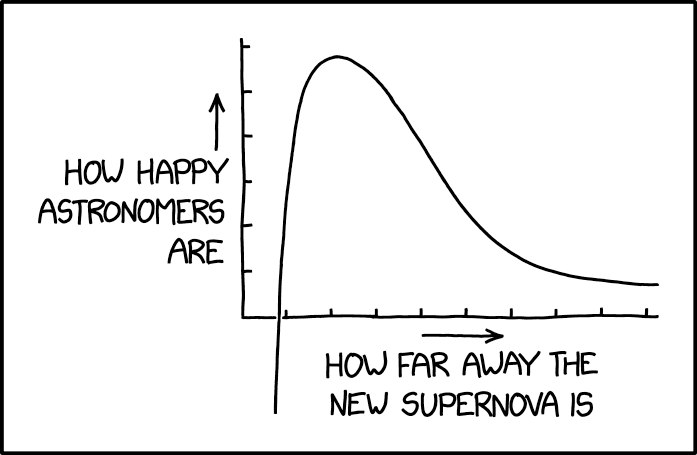 HOW HAPPY
ASTRONOMERS
ARE
HOW FAR AWAY THE
NEW SUPERNOVA IS